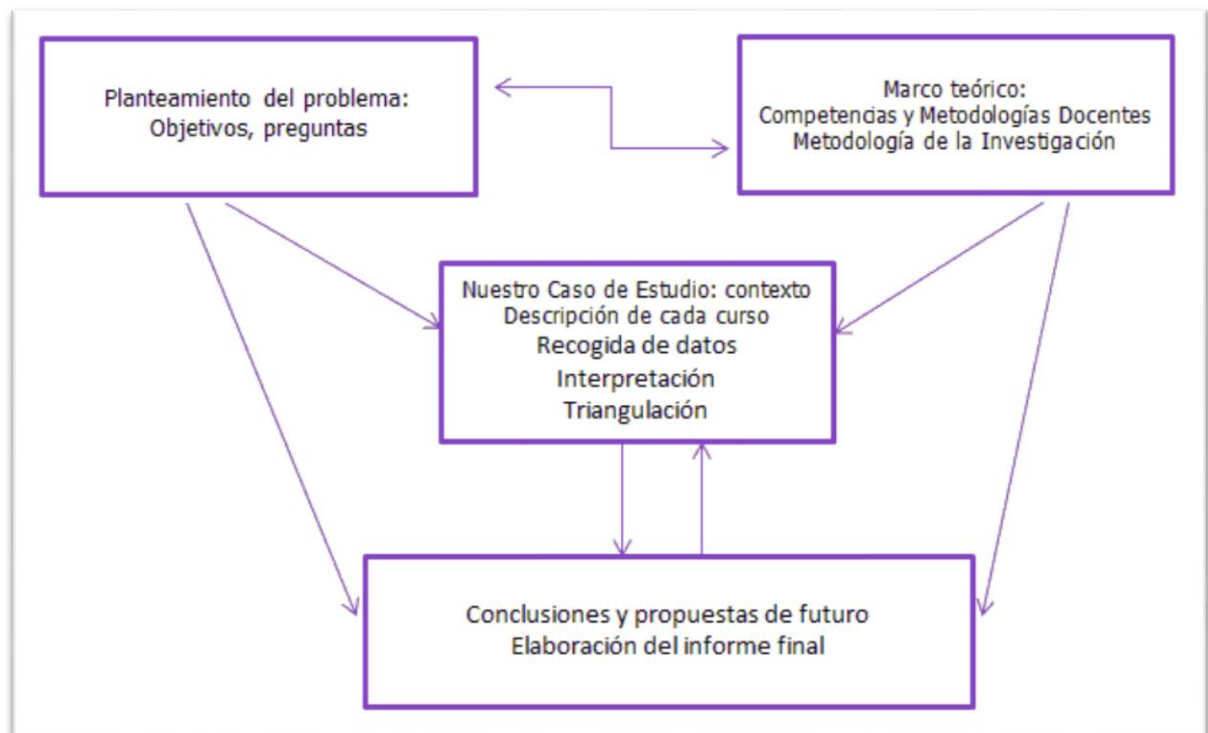 Planteamiento del problema:
Objetivos, preguntas
Marco teórico:
Competencias y Metodologías Docentes
Metodología de la Investigación
Nuestro Caso de Estudio: contexto
Descripción de cada curso
Recogida de datos
Interpretación
Triangulación
Conclusiones y propuestas de futuro
Elaboración del informe final